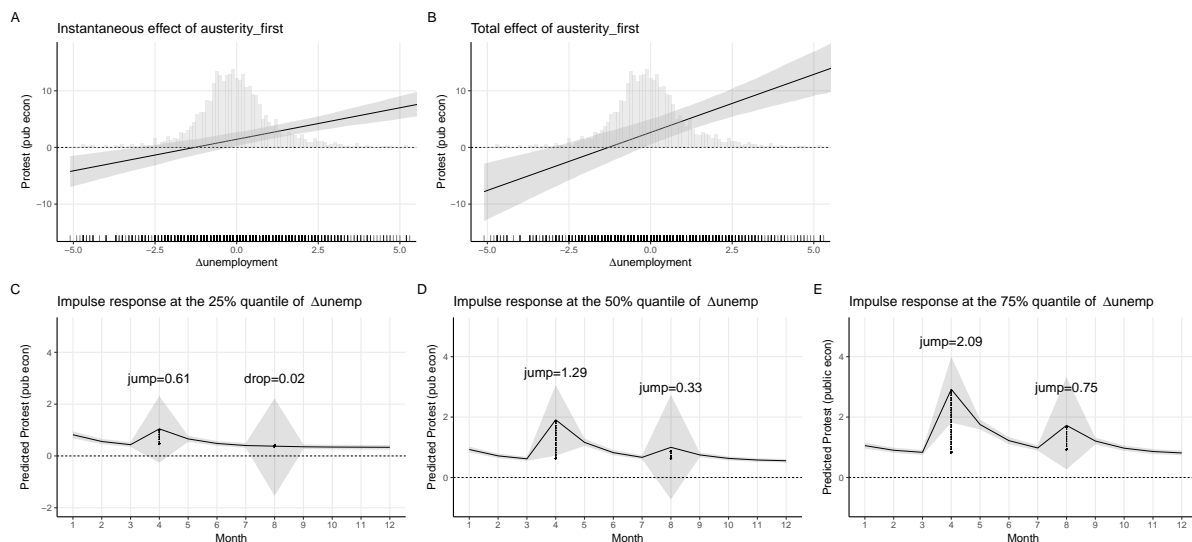 A
Instantaneous effect of austerity_first
Protest (pub econ)
10
0
−10
−5.0
−2.5
0.0
2.5
5.0
Δunemployment
B
Total effect of austerity_first
Protest (pub econ)
10
0
−10
−5.0
−2.5
0.0
2.5
5.0
Δunemployment
C
Impulse response at the 25% quantile of Δunemp
Predicted Protest (pub econ)
4
2
0
−2
jump=0.61
drop=0.02
1 2 3 4 5 6 7 8 9 10 11 12
Month
D
Impulse response at the 50% quantile of Δunemp
Predicted Protest (pub econ)
4
2
0
jump=1.29
jump=0.33
1 2 3 4 5 6 7 8 9 10 11 12
Month
E
Impulse response at the 75% quantile of Δunemp
Predicted Protest (public econ)
4
2
0
jump=2.09
jump=0.75
1 2 3 4 5 6 7 8 9 10 11 12
Month